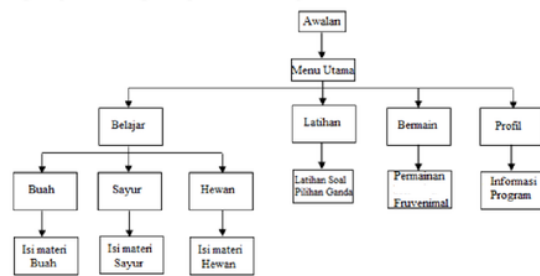 Awalan
Menu Utama
Belajar
Latihan
Bermain
Profil
Buah
Sayur
Hewan
Latihan Soal
Pilihan Ganda
Permainan
Fruvenimal
Informasi
Program
Isi materi
Buah
Isi materi
Sayur
Isi materi
Hewan